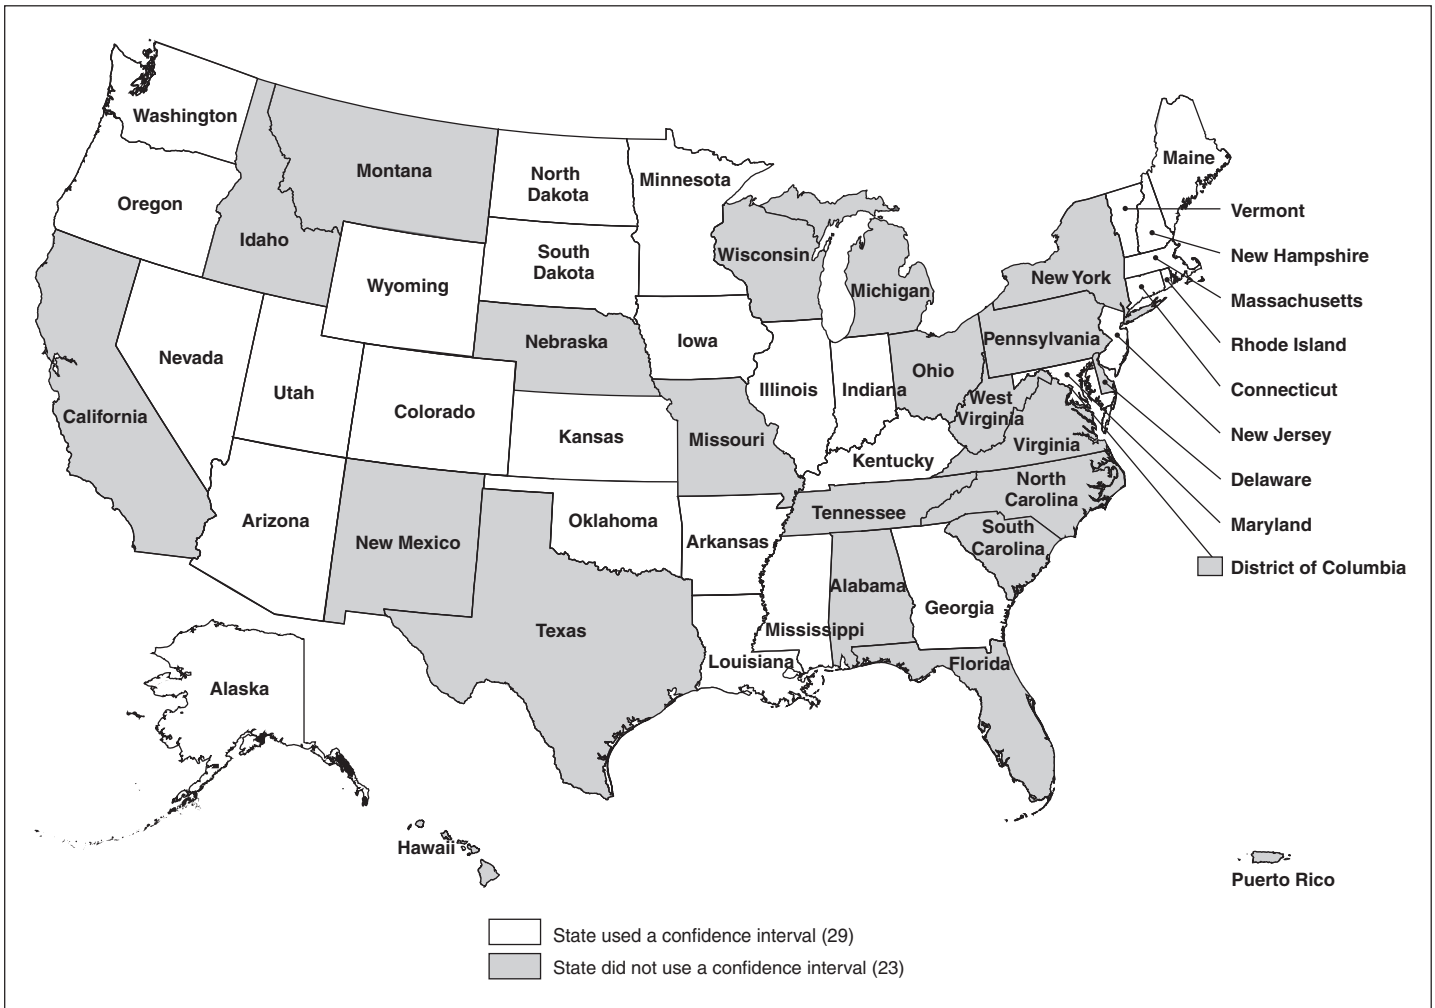 Washington
Montana
North
Dakota
Minnesota
Maine
Oregon
Idaho
Wyoming
South
Dakota
Wisconsin
Michigan
New York
Vermont
New Hampshire
Massachusetts
Rhode Island
Connecticut
New Jersey
Delaware
Maryland
District of Columbia
Nevada
Utah
Colorado
Nebraska
Iowa
Illinois
Indiana
Ohio
Pennsylvania
California
Kansas
Missouri
Kentucky
West
Virginia
Virginia
Arizona
New Mexico
Oklahoma
Arkansas
Tennessee
North
Carolina
South
Carolina
Texas
Louisiana
Mississippi
Alabama
Georgia
Florida
Alaska
Hawaii
Puerto Rico
State used a confidence interval (29)
State did not use a confidence interval (23)